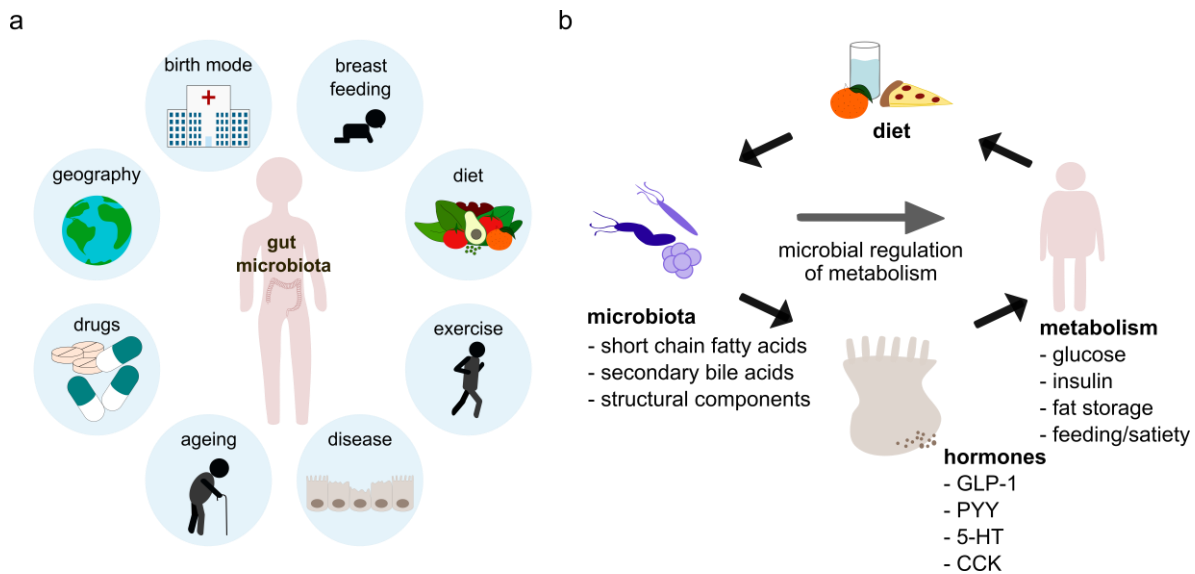 a
birth mode
breast
feeding
geography
diet
gut
microbiota
drugs
exercise
ageing
disease
b
diet
microbial regulation
of metabolism
microbiota
- short chain fatty acids
- secondary bile acids
- structural components
metabolism
- glucose
- insulin
- fat storage
- feeding/satiety
hormones
- GLP-1
- PYY
- 5-HT
- CCK